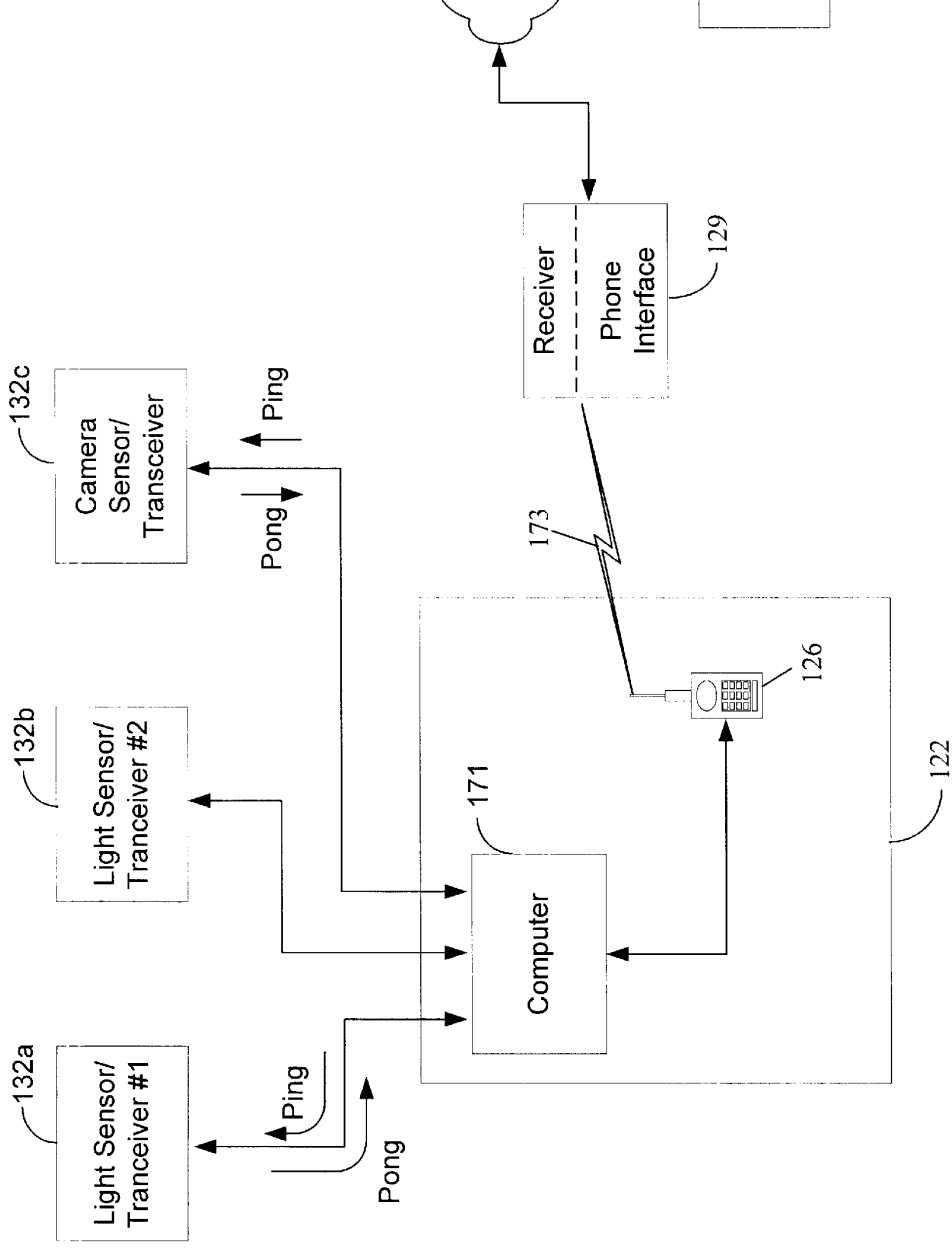 132a
Light Sensor/
Tranceiver #1
Ping
Pong
132b
Light Sensor/
Tranceiver #2
132c
Camera
Sensor/
Transceiver
Ping
Pong
171
Computer
126
122
173
Receiver
Phone
Interface
129